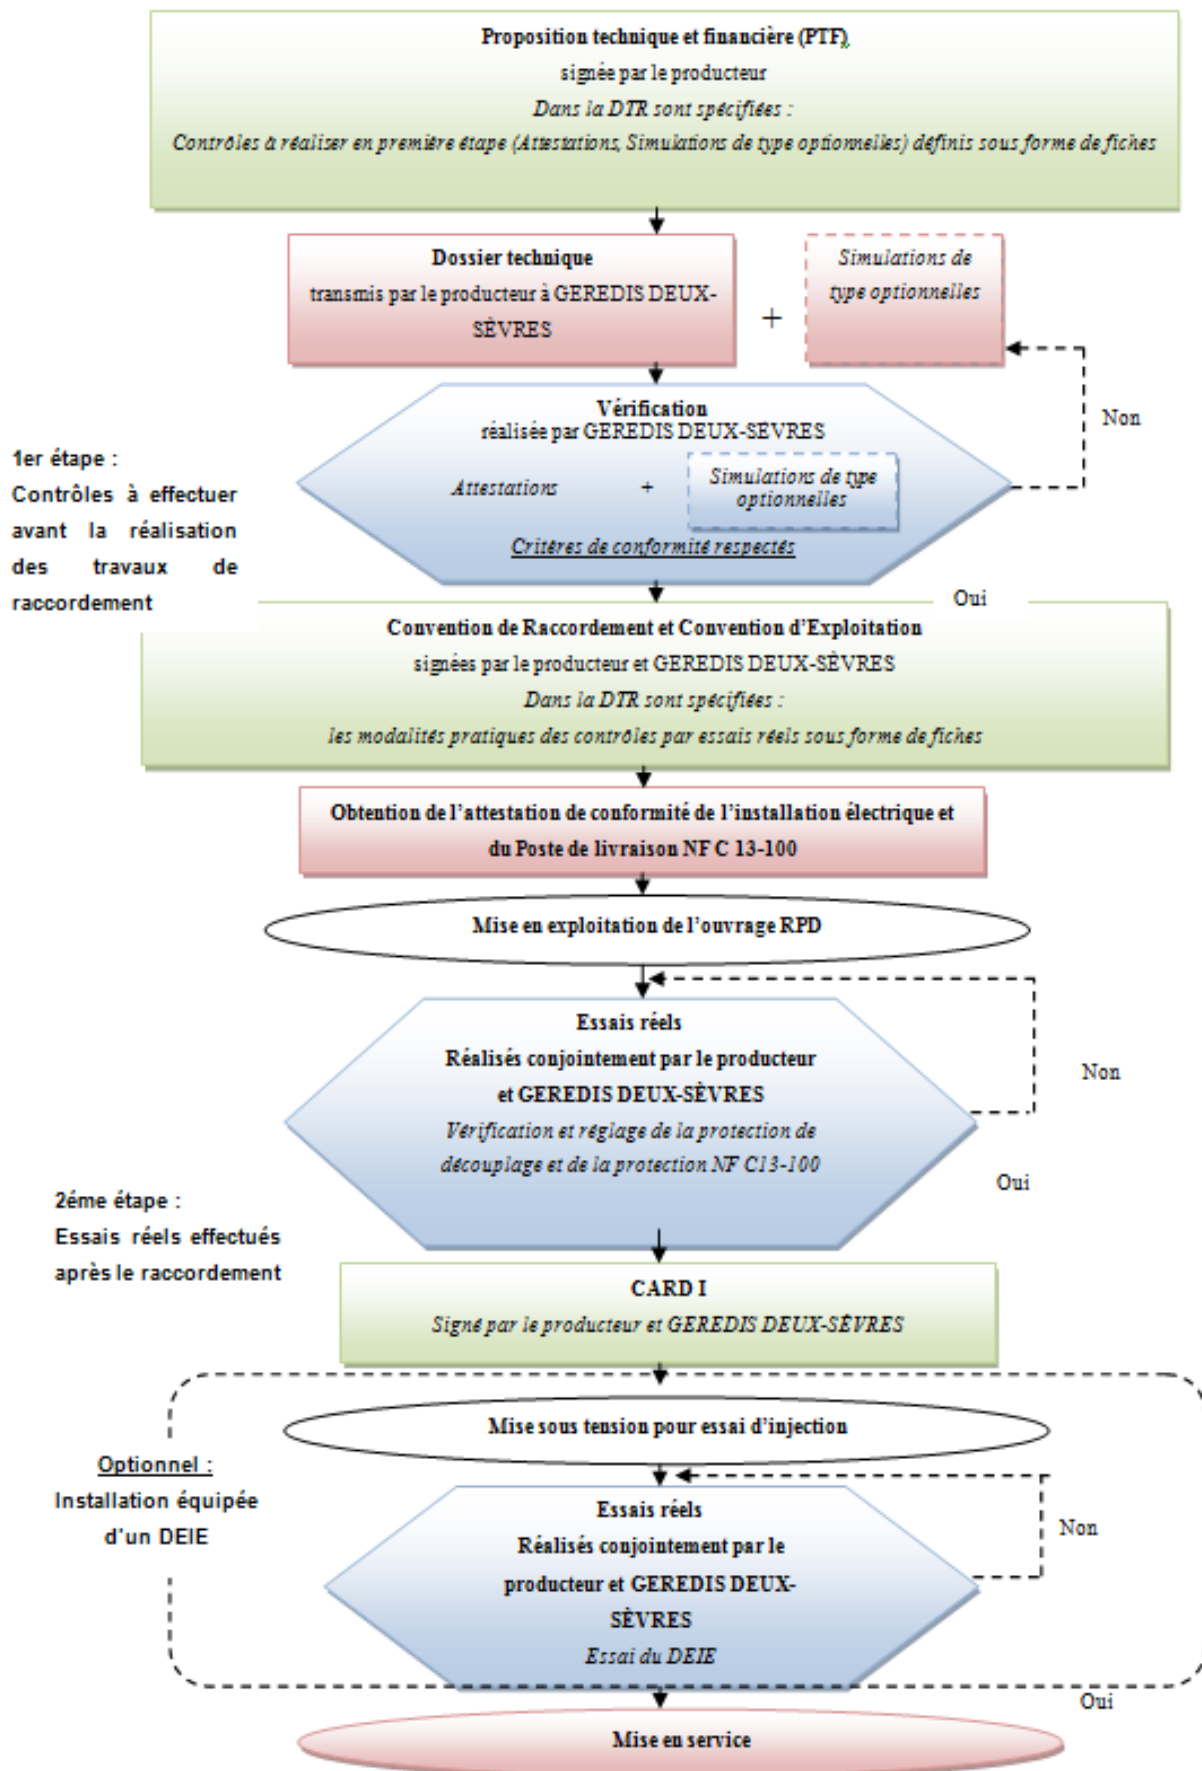 Proposition technique et financière (PTF)
signée par le producteur
Dans la DTR sont spécifiées :
Contrôles à réaliser en première étape (Attestations, Simulations de type optionnelles) définis sous forme de fiches
Dossier technique
transmis par le producteur à GEREDIS DEUX-
SÈVRES
+
Simulations de
type optionnelles
Non
Vérification
réalisée par GEREDIS DEUX-SÈVRES
Attestations
+
Simulations de type
optionnelles
Critères de conformité respectés
1er étape :
Contrôles à effectuer
avant la réalisation
des travaux de
raccordement
Oui
Convention de Raccordement et Convention d'Exploitation
signées par le producteur et GEREDIS DEUX-SÈVRES
Dans la DTR sont spécifiées :
les modalités pratiques des contrôles par essais réels sous forme de fiches
Obtention de l'attestation de conformité de l'installation électrique et
du Poste de livraison NF C 13-100
Mise en exploitation de l'ouvrage RPD
Essais réels
Réalisés conjointement par le producteur
et GEREDIS DEUX-SÈVRES
Vérification et réglage de la protection de
découplage et de la protection NF C13-100
Non
Oui
2éme étape :
Essais réels effectués
après le raccordement
CARD I
Signé par le producteur et GEREDIS DEUX-SÈVRES
Mise sous tension pour essai d'injection
Optionnel :
Installation équipée
d'un DEIE
Essais réels
Réalisés conjointement par le
producteur et GEREDIS DEUX-
SÈVRES
Essai du DEIE
Non
Oui
Mise en service